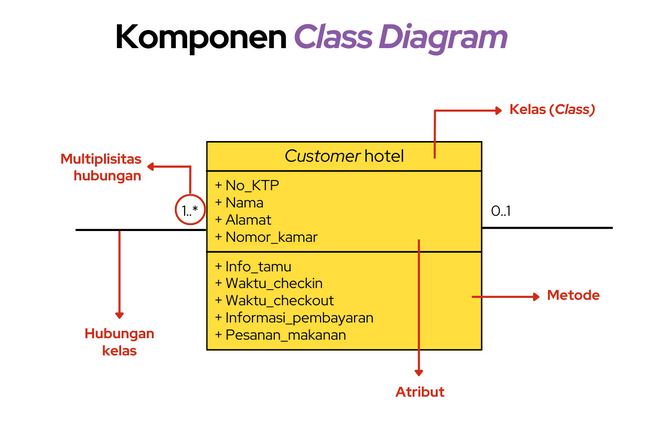 Komponen Class Diagram
Kelas (Class)
Multiplisitas
hubungan
Customer hotel
1..*
+ No_KTP
+ Nama
+ Alamat
+ Nomor_kamar
0..1
+ Info_tamu
+ Waktu_checkin
+ Waktu_checkout
+ Informasi_pembayaran
+ Pesanan_makanan
Metode
Hubungan
kelas
Atribut